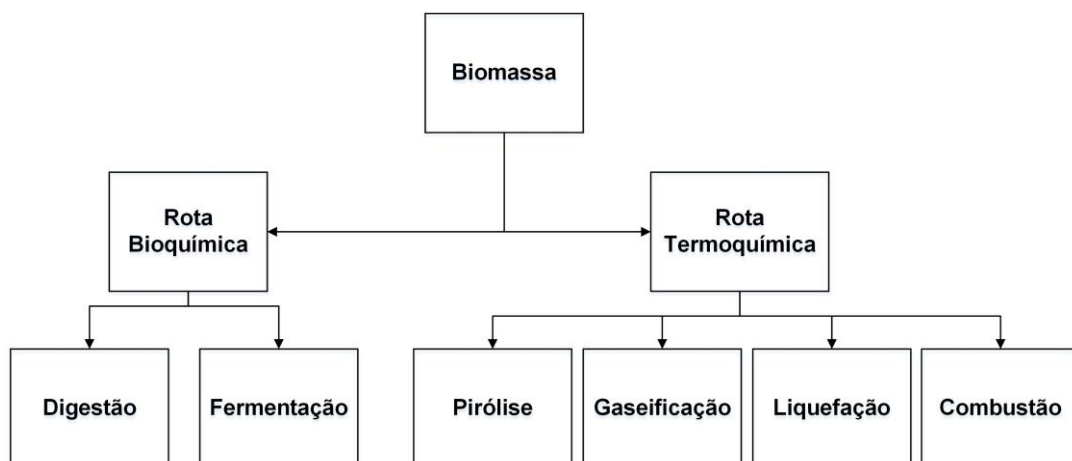 Biomassa
Rota
Bioquímica
Rota
Termoquímica
Digestão
Fermentação
Pirólise
Gaseificação
Liquefação
Combustão